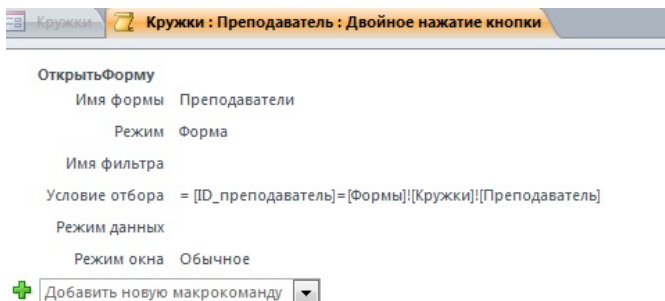 Кружки Кружки : Преподаватель : Двойное нажатие кнопки
ОткрытьФорму
Имя формы Преподаватели
Режим Форма
Имя фильтра
Условие отбора = [ID_преподаватель]=[Формы]![Кружки]![Преподаватель]
Режим данных
Режим окна Обычное
Добавить новую макрокоманду